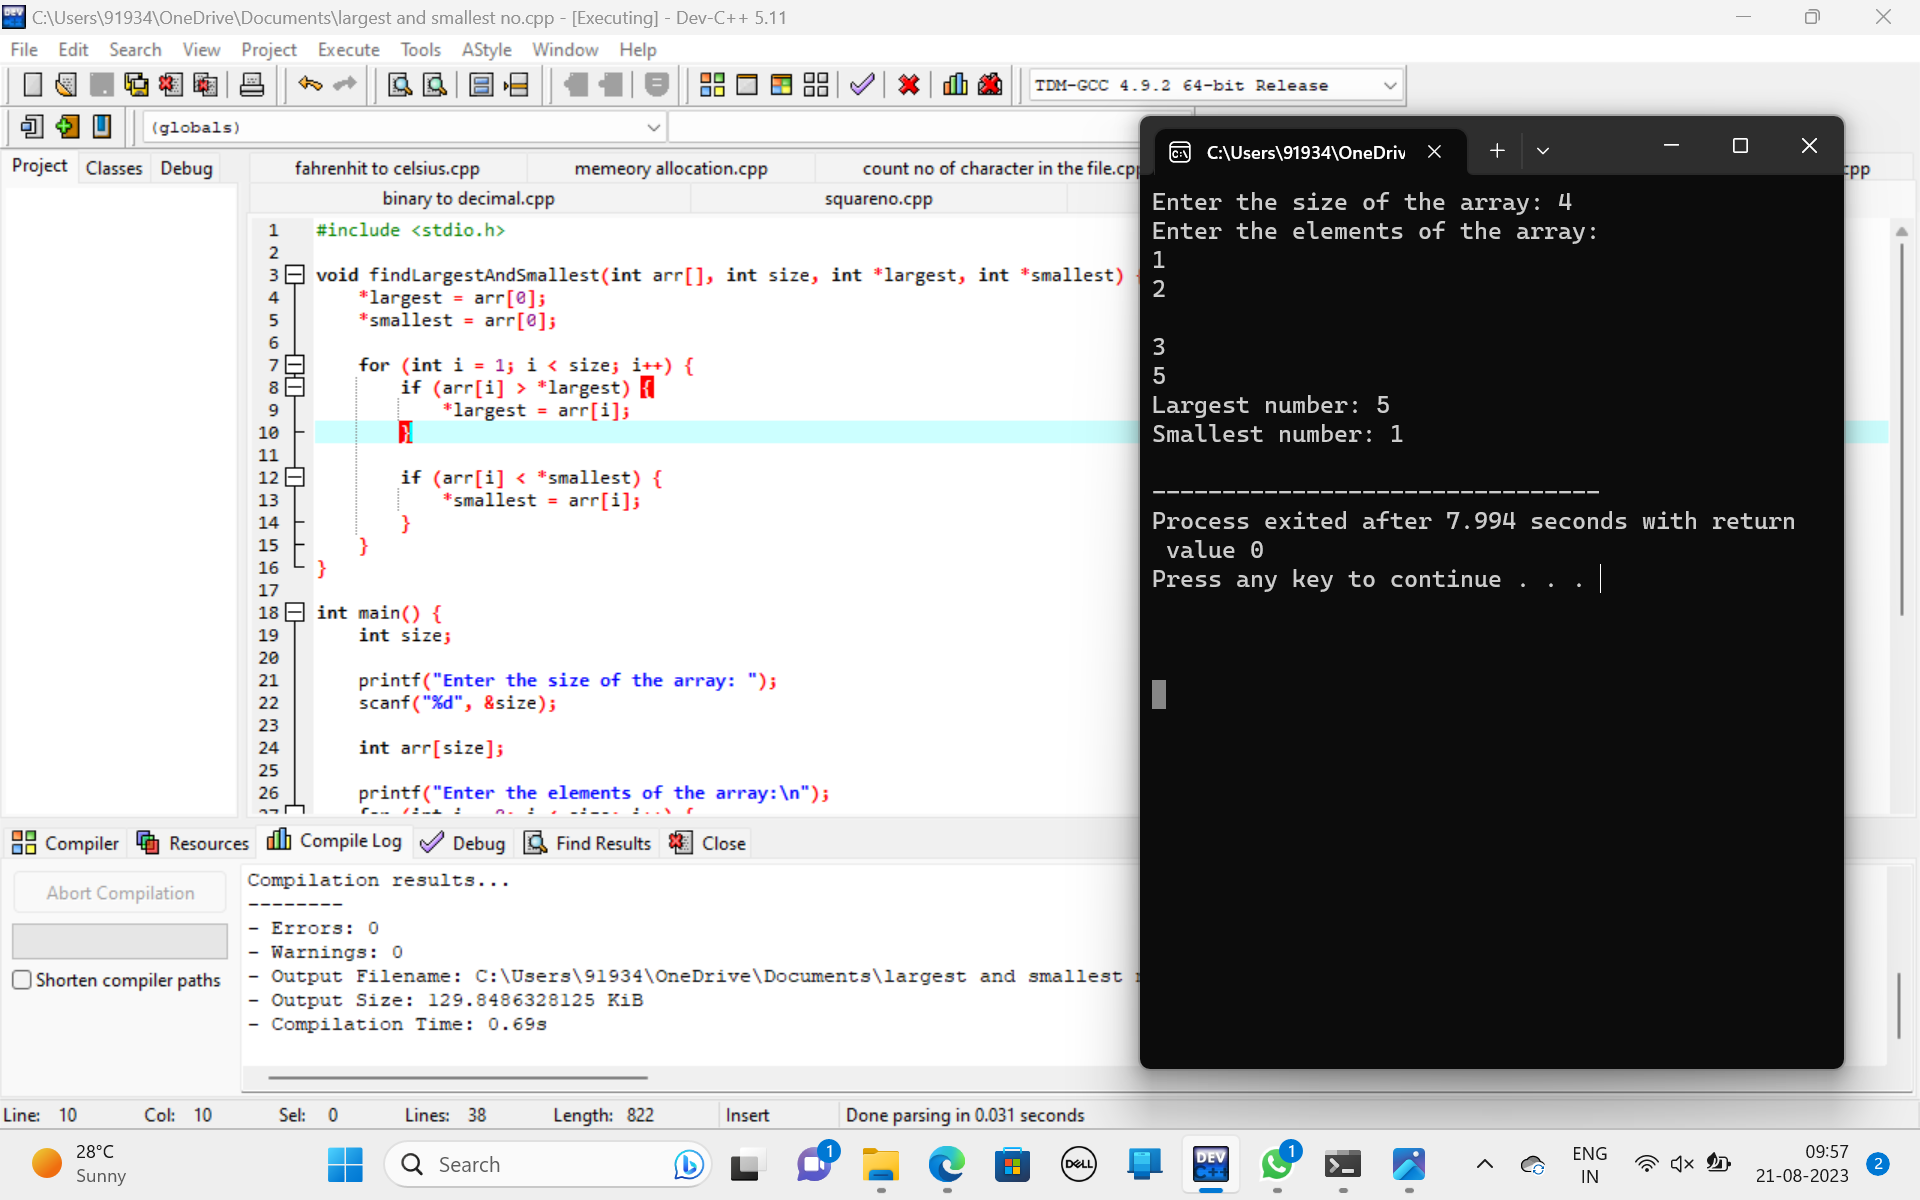 C:\Users\91934\OneDrive\Documents\largest and smallest no.cpp - [Executing] - Dev-C++ 5.11
File Edit Search View Project Execute Tools AStyle Window Help
TDM-GCC 4.9.2 64-bit Release
(globals)
Project Classes Debug
fahrenhit to celsius.cpp memeory allocation.cpp count no of character in the file.cpp
binary to decimal.cpp squareno.cpp
1 #include <stdio.h>
2
3 void findLargestAndSmallest(int arr[], int size, int *largest, int *smallest) {
4 *largest = arr[0];
5 *smallest = arr[0];
6
7 for (int i = 1; i < size; i++) {
8 if (arr[i] > *largest) {
9 *largest = arr[i];
10 }
11
12 if (arr[i] < *smallest) {
13 *smallest = arr[i];
14 }
15 }
16 }
17
18 int main() {
19 int size;
20
21 printf("Enter the size of the array: ");
22 scanf("%d", &size);
23
24 int arr[size];
25
26 printf("Enter the elements of the array:\n");
C:\Users\91934\OneDriv
Enter the size of the array: 4
Enter the elements of the array:
1
2
3
5
Largest number: 5
Smallest number: 1
--------------------------------
Process exited after 7.994 seconds with return
value 0
Press any key to continue . . .
Compiler Resources Compile Log Debug Find Results Close
Abort Compilation
Shorten compiler paths
Compilation results...
--------
- Errors: 0
- Warnings: 0
- Output Filename: C:\Users\91934\OneDrive\Documents\largest and smallest
- Output Size: 129.8486328125 KiB
- Compilation Time: 0.69s
Line: 10 Col: 10 Sel: 0 Lines: 38 Length: 822 Insert Done parsing in 0.031 seconds
28°C
Sunny
Search
1
DELL
DEV
C++
1
ENG
IN
09:57
21-08-2023
2